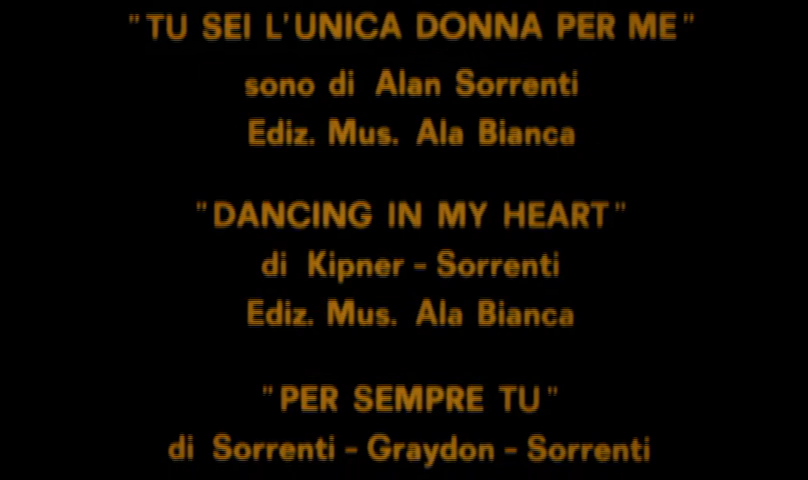 "TU SEI L'UNICA DONNA PER ME"
sono di Alan Sorrenti
Ediz. Mus. Ala Bianca
"DANCING IN MY HEART"
di Kipner - Sorrenti
Ediz. Mus. Ala Bianca
"PER SEMPRE TU"
di Sorrenti - Graydon - Sorrenti